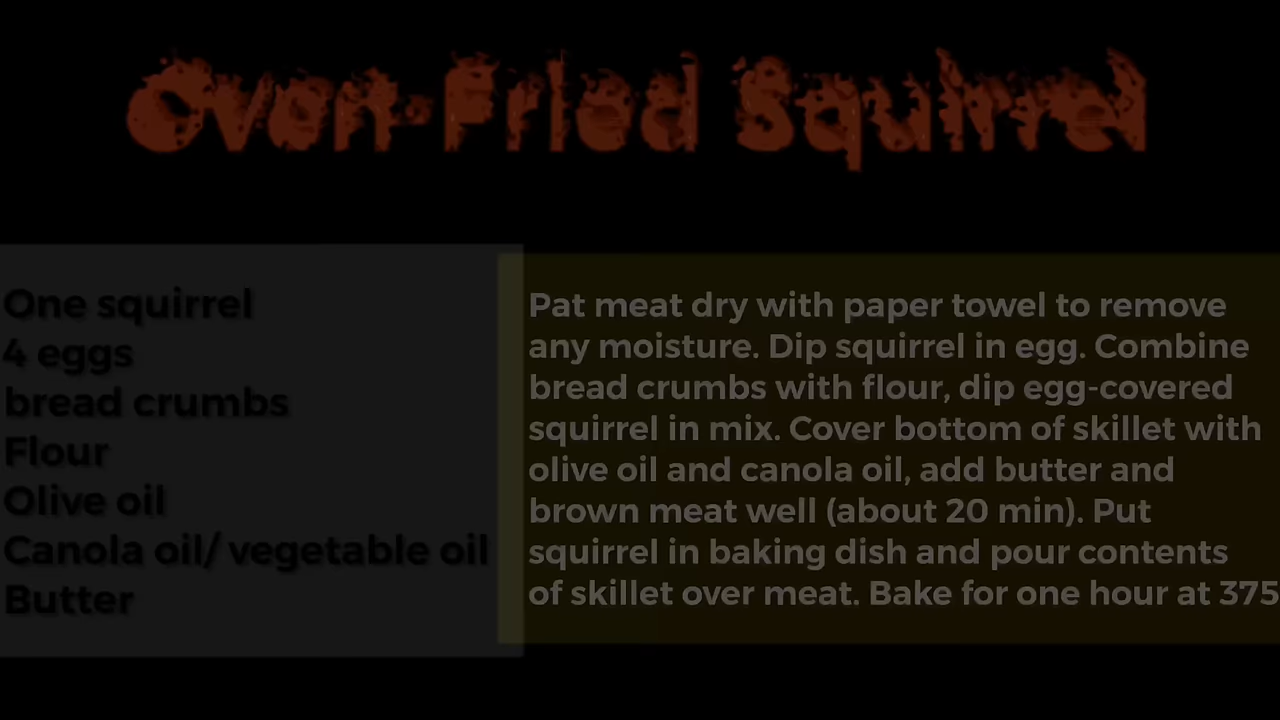 Oven-Fried Squirrel
One squirrel
4 eggs
bread crumbs
Flour
Olive oil
Canola oil/ vegetable oil
Butter
Pat meat dry with paper towel to remove
any moisture. Dip squirrel in egg. Combine
bread crumbs with flour, dip egg-covered
squirrel in mix. Cover bottom of skillet with
olive oil and canola oil, add butter and
brown meat well (about 20 min). Put
squirrel in baking dish and pour contents
of skillet over meat. Bake for one hour at 375